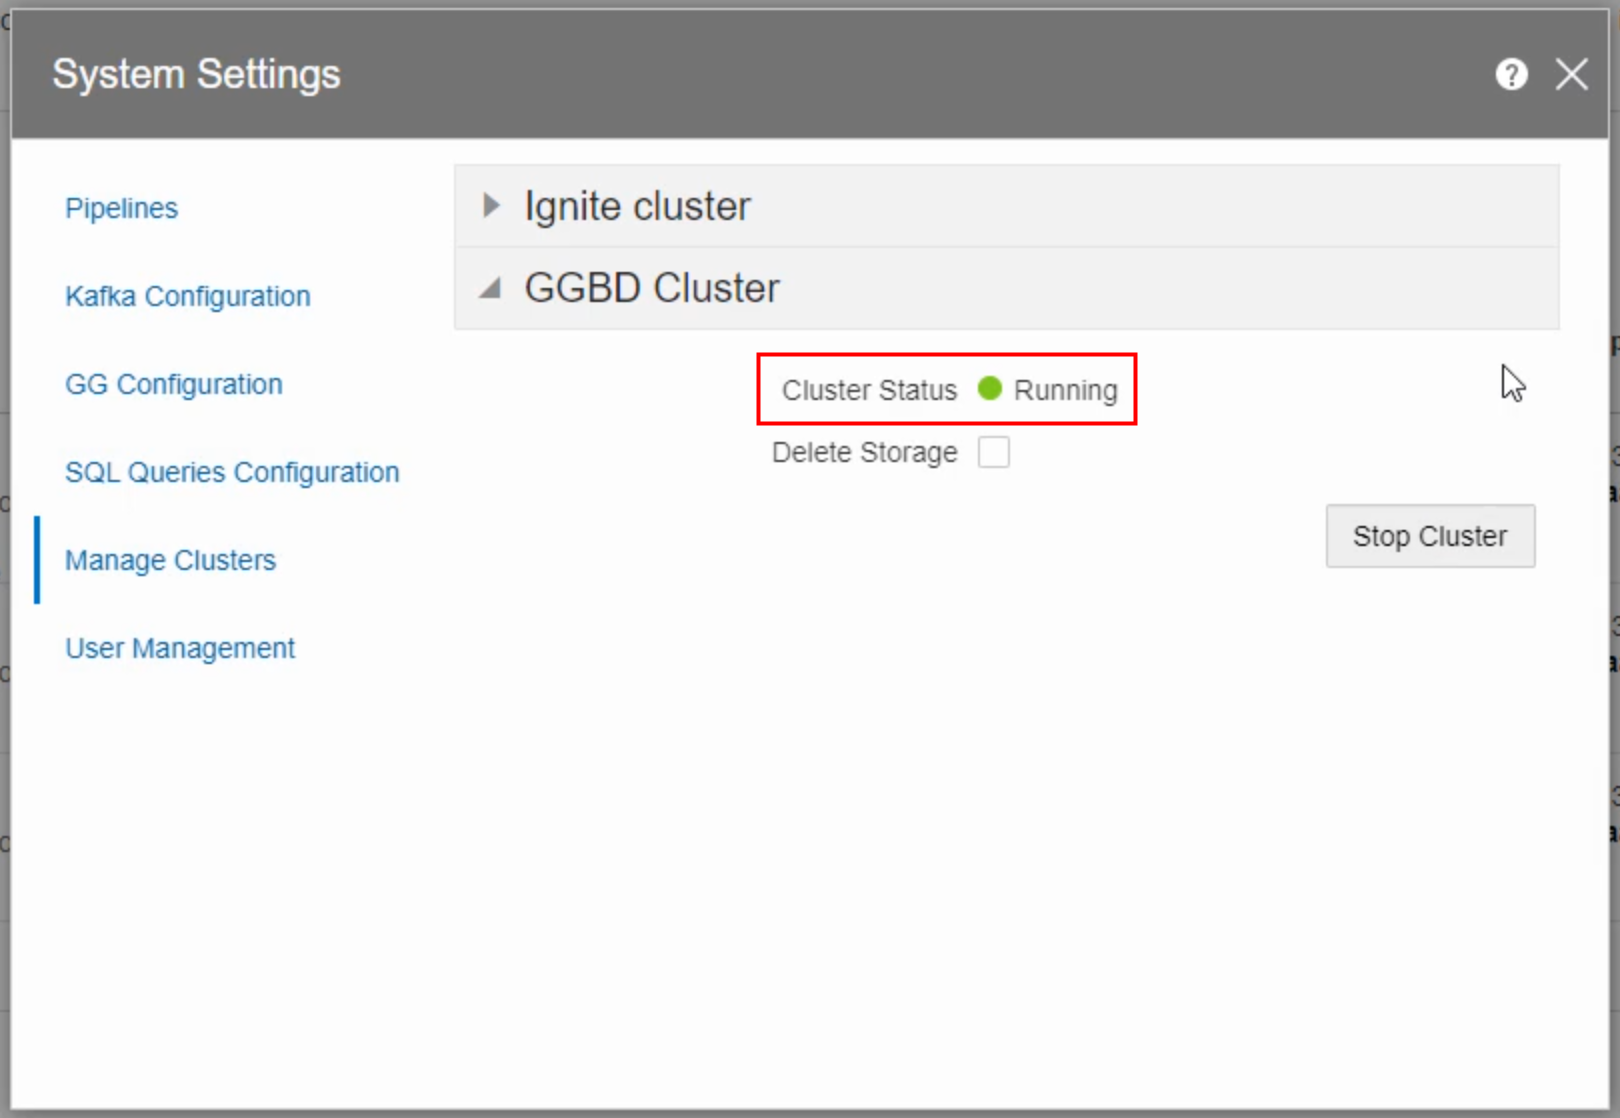 System Settings
Pipelines
Kafka Configuration
GG Configuration
SQL Queries Configuration
Manage Clusters
User Management
Ignite cluster
GGBD Cluster
Cluster Status Running
Delete Storage
Stop Cluster